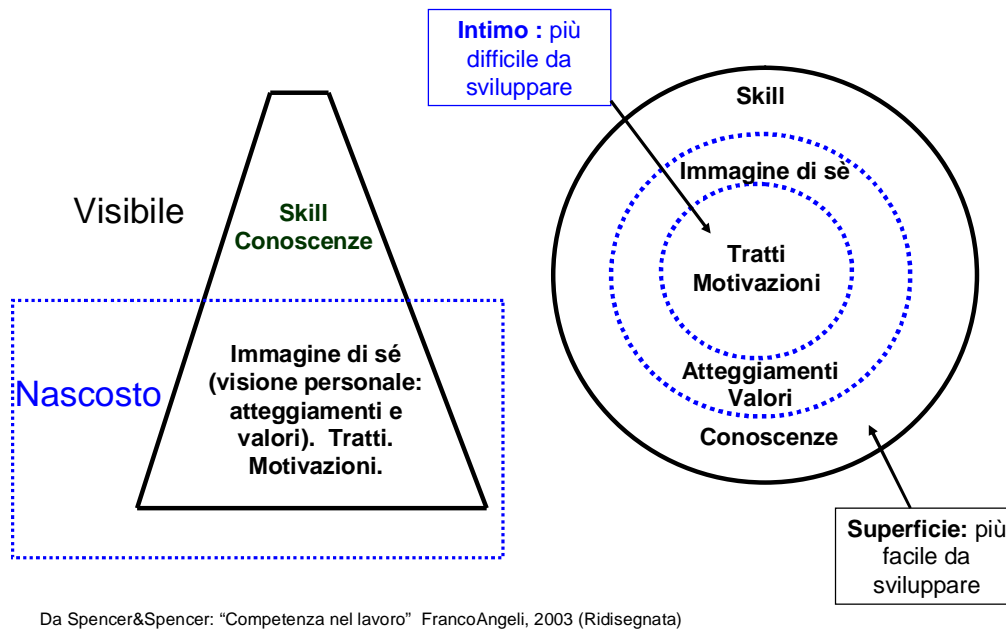 Intimo : più
difficile da
sviluppare
Visibile
Skill
Conoscenze
Nascosto
Immagine di sé
(visione personale:
atteggiamenti e
valori). Tratti.
Motivazioni.
Skill
Immagine di sè
Tratti
Motivazioni
Atteggiamenti
Valori
Conoscenze
Superficie: più
facile da
sviluppare
Da Spencer&Spencer: “Competenza nel lavoro” FrancoAngeli, 2003 (Ridisegnata)